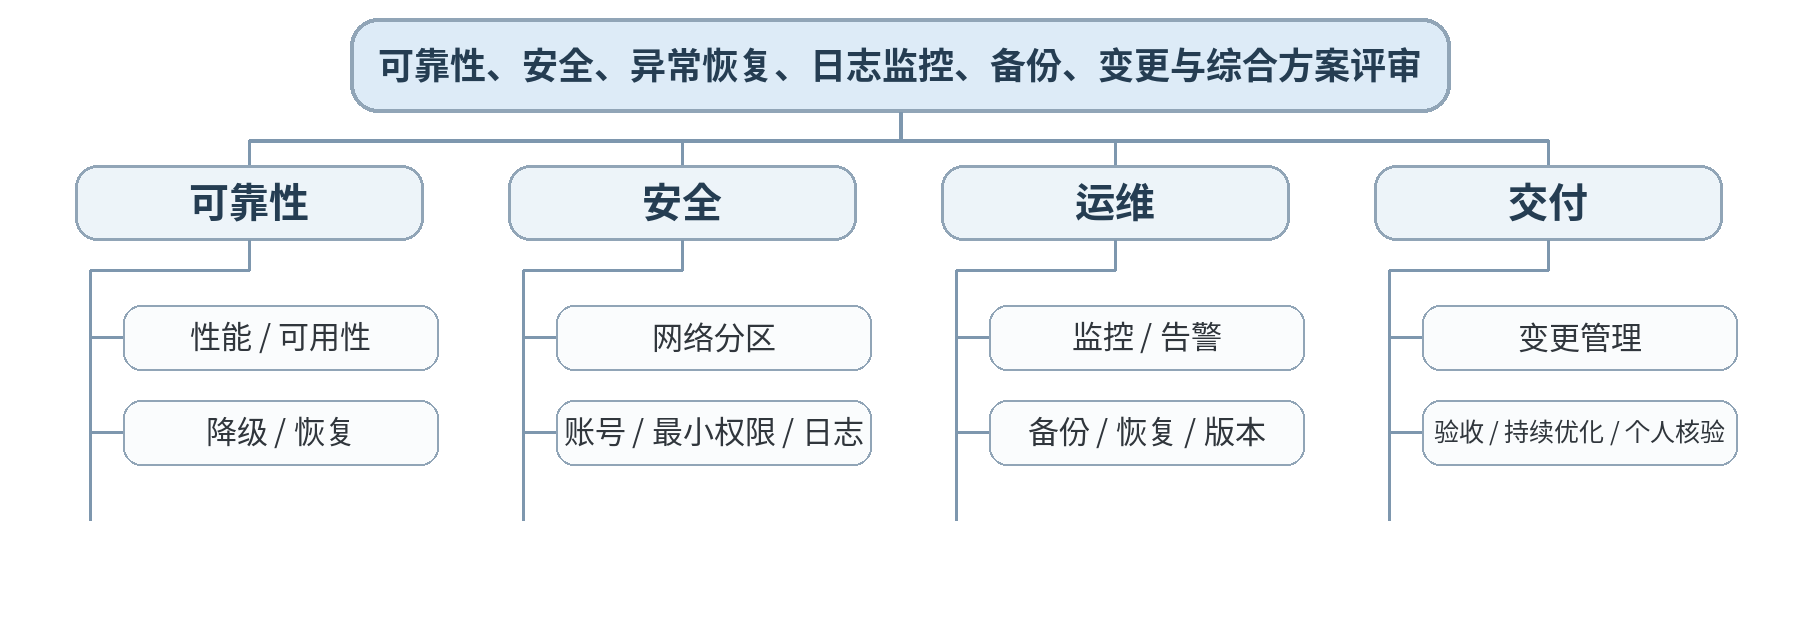 可靠性、安全、异常恢复、日志监控、备份、变更与综合方案评审
可靠性
安全
运维
交付
性能 / 可用性
网络分区
监控 / 告警
变更管理
降级 / 恢复
账号 / 最小权限 / 日志
备份 / 恢复 / 版本
验收 / 持续优化 / 个人核验